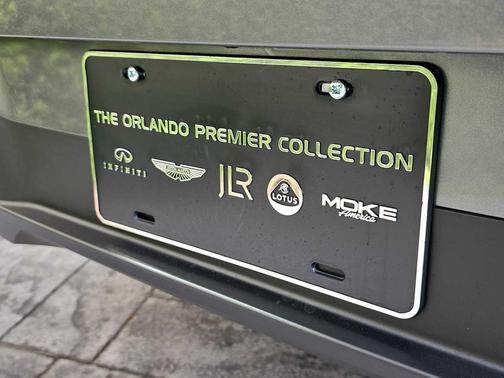 THE ORLANDO PREMIER COLLECTION
INFINITI
JLR
LOTUS
MOKE
America